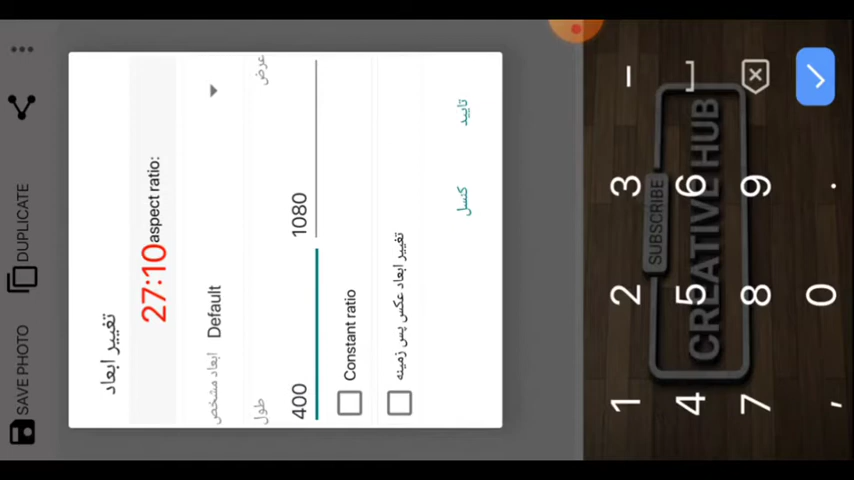 SAVE PHOTO
DUPLICATE
تغییر ابعاد
27:10 aspect ratio:
ابعاد مشخص
Default
طول
عرض
400
1080
Constant ratio
تغییر ابعاد عکس پس زمینه
کنسل
تایید
1 2 3 –
4 5 6 ␣
7 8 9
, 0 .
SUBSCRIBE
CREATIVE HUB